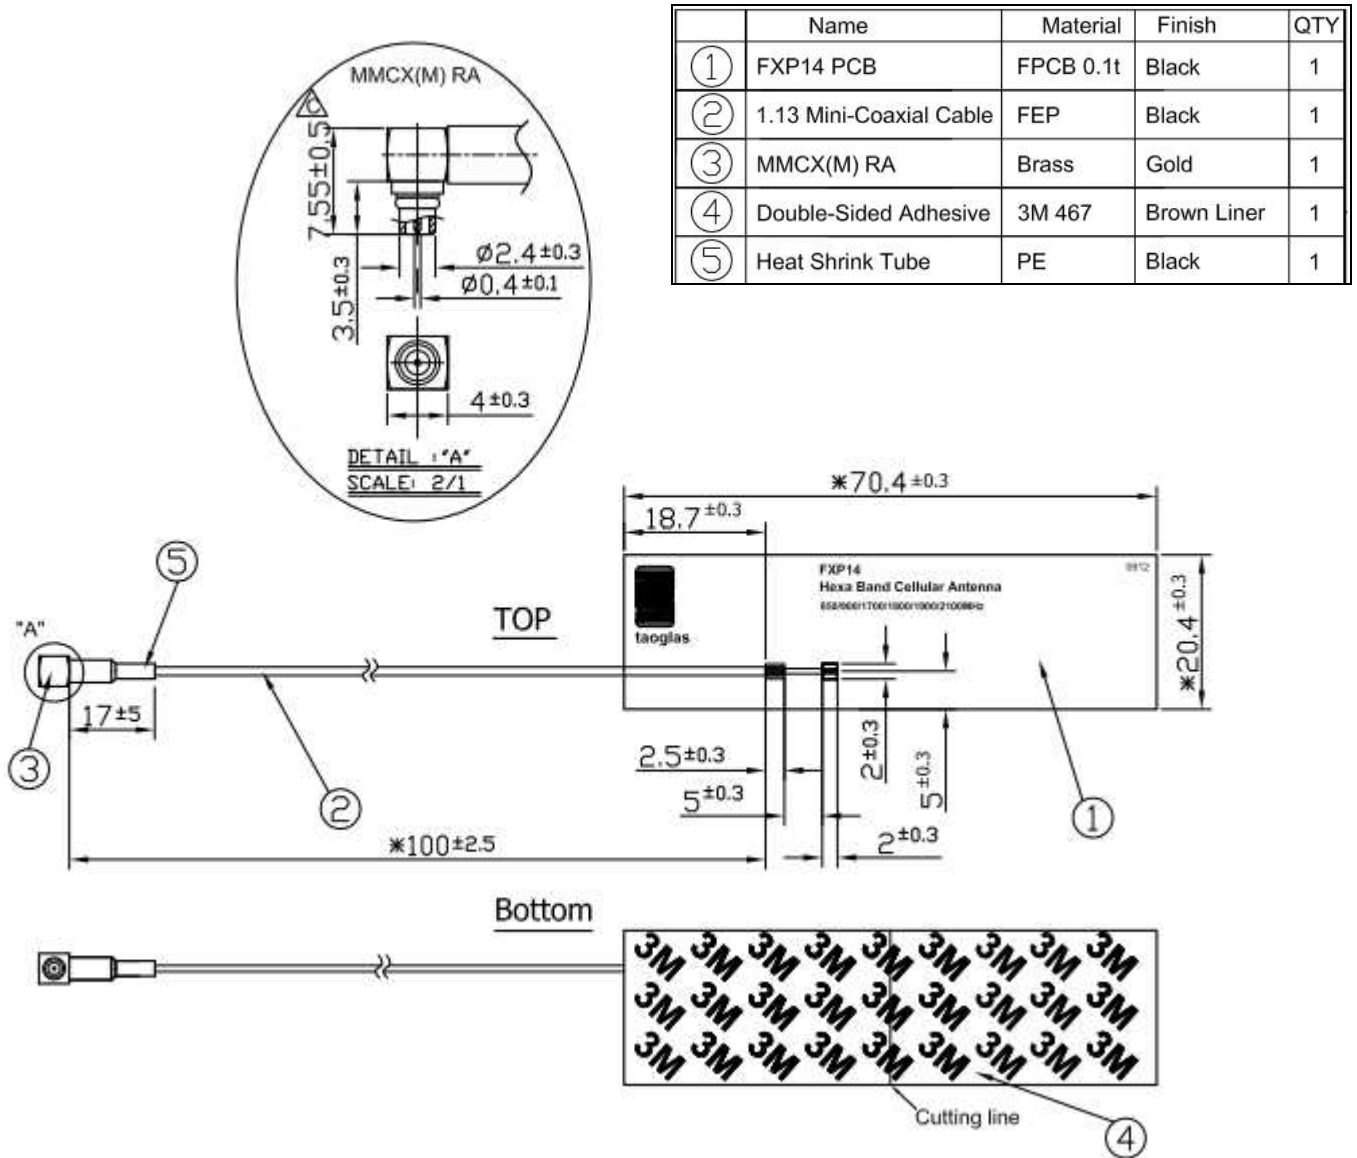 Name Material Finish QTY
1 FXP14 PCB FPCB 0.1t Black 1
2 1.13 Mini-Coaxial Cable FEP Black 1
3 MMCX(M) RA Brass Gold 1
4 Double-Sided Adhesive 3M 467 Brown Liner 1
5 Heat Shrink Tube PE Black 1
MMCX(M) RA
C
7.55±0.5
3.5±0.3
Ø2.4±0.3
Ø0.4±0.1
4±0.3
DETAIL :"A"
SCALE: 2/1
*70.4±0.3
18.7±0.3
5
"A"
TOP
taoglas
FXP14
Hexa Band Cellular Antenna
850/900/1700/1800/1900/2100MHz
*20.4±0.3
17±5
3
2
2.5±0.3
5±0.3
2±0.3
5±0.3
2±0.3
1
*100±2.5
Bottom
3M 3M 3M 3M 3M 3M 3M 3M 3M
3M 3M 3M 3M 3M 3M 3M 3M 3M
3M 3M 3M 3M 3M 3M 3M 3M 3M
Cutting line
4